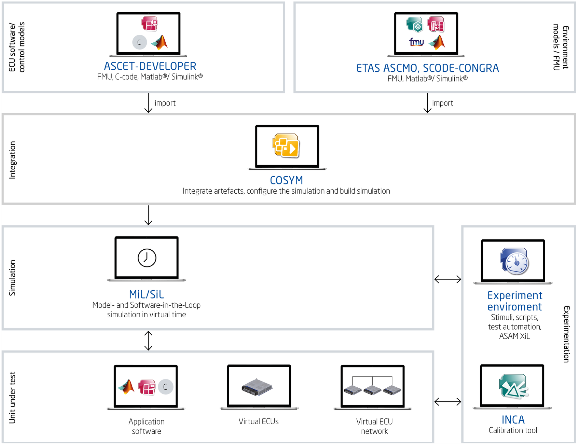 ECU software/
control models
ASCET-DEVELOPER
FMU, C-code, Matlab®/ Simulink®
fmu
ETAS ASCMO, SCODE-CONGRA
FMU, Matlab®/ Simulink®
Environment
models / FMU
import
import
Integration
COSYM
Integrate artefacts, configure the simulation and build simulation
Simulation
MiL/SiL
Model- and Software-in-the-Loop
simulation in virtual time
Experiment
enviroment
Stimuli, scripts,
test automation,
ASAM XiL
Experimentation
Unit under test
Application
software
Virtual ECUs
Virtual ECU
network
INCA
Calibration tool